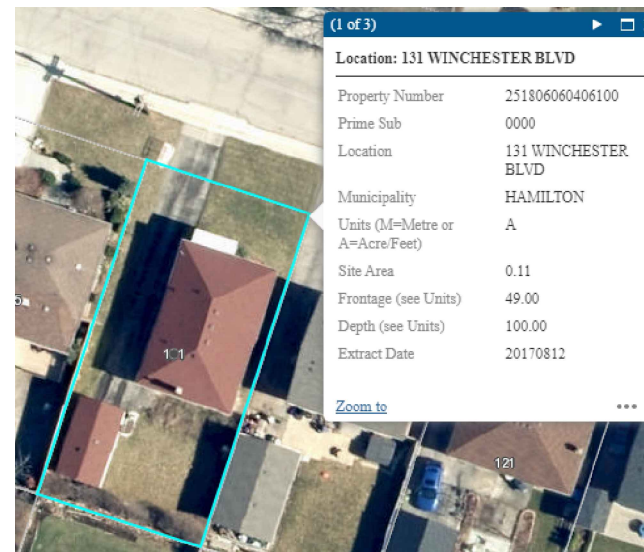 (1 of 3)
Location: 131 WINCHESTER BLVD
Property Number 251806060406100
Prime Sub 0000
Location 131 WINCHESTER
BLVD
Municipality HAMILTON
Units (M=Metre or A
A=Acre/Feet)
Site Area 0.11
Frontage (see Units) 49.00
Depth (see Units) 100.00
Extract Date 20170812
Zoom to
121